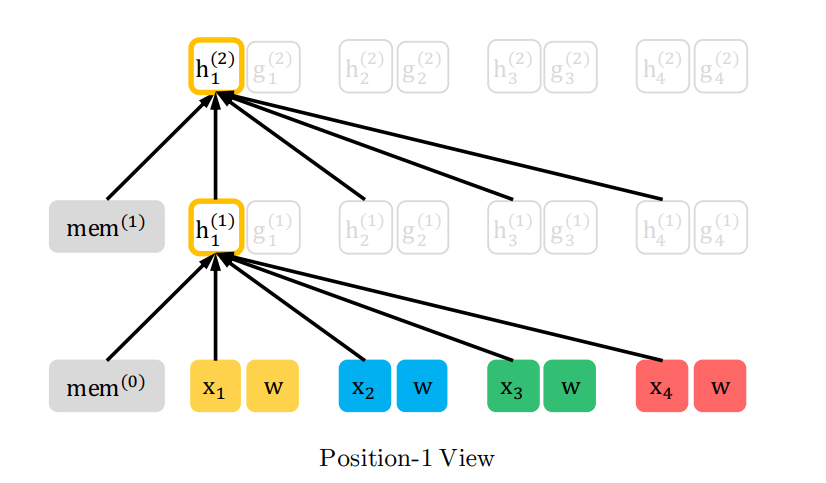 h₁⁽²⁾ g₁⁽²⁾ h₂⁽²⁾ g₂⁽²⁾ h₃⁽²⁾ g₃⁽²⁾ h₄⁽²⁾ g₄⁽²⁾
mem⁽¹⁾ h₁⁽¹⁾ g₁⁽¹⁾ h₂⁽¹⁾ g₂⁽¹⁾ h₃⁽¹⁾ g₃⁽¹⁾ h₄⁽¹⁾ g₄⁽¹⁾
mem⁽⁰⁾ x₁ w x₂ w x₃ w x₄ w
Position-1 View